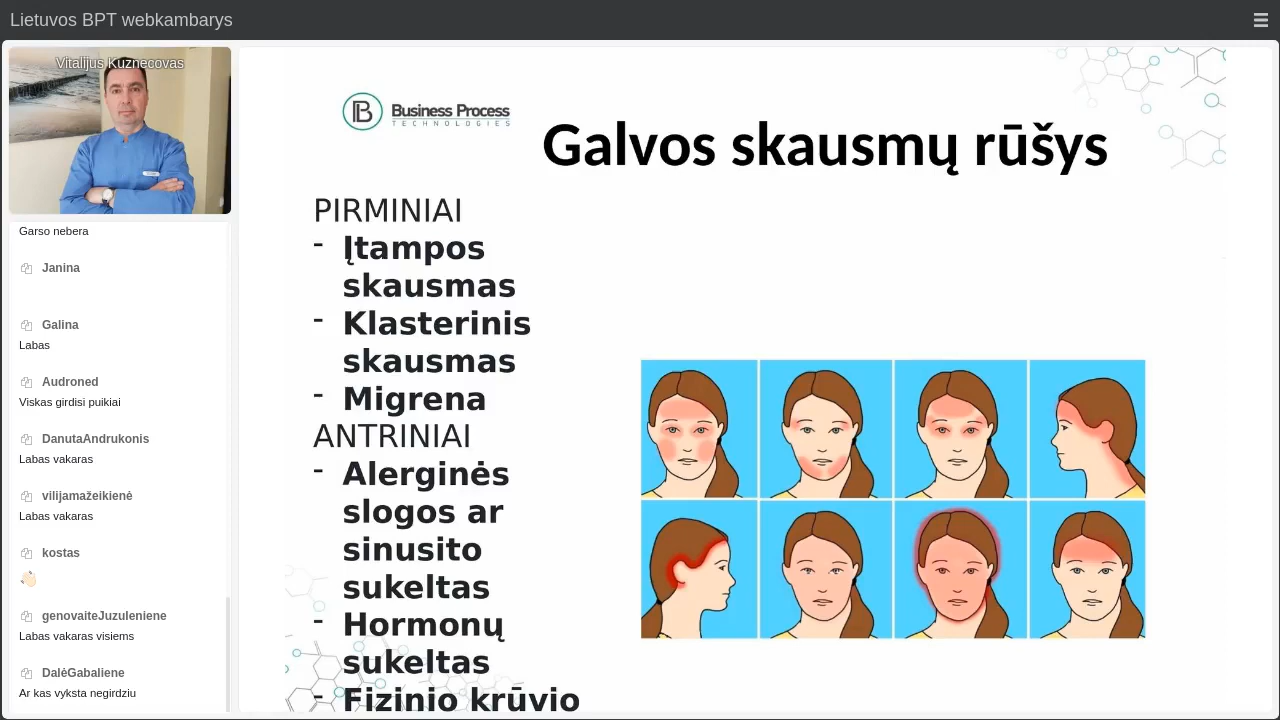 Lietuvos BPT webkambarys
Vitalijus Kuznecovas
Garso nebera
Janina
Galina
Labas
Audroned
Viskas girdisi puikiai
DanutaAndrukonis
Labas vakaras
vilijamažeikienė
Labas vakaras
kostas
genovaiteJuzuleniene
Labas vakaras visiems
DalėGabaliene
Ar kas vyksta negirdziu
Business Process
TECHNOLOGIES
Galvos skausmų rūšys
PIRMINIAI
- Įtampos
skausmas
- Klasterinis
skausmas
- Migrena
ANTRINIAI
- Alerginės
slogos ar
sinusito
sukeltas
- Hormonų
sukeltas
- Fizinio krūvio